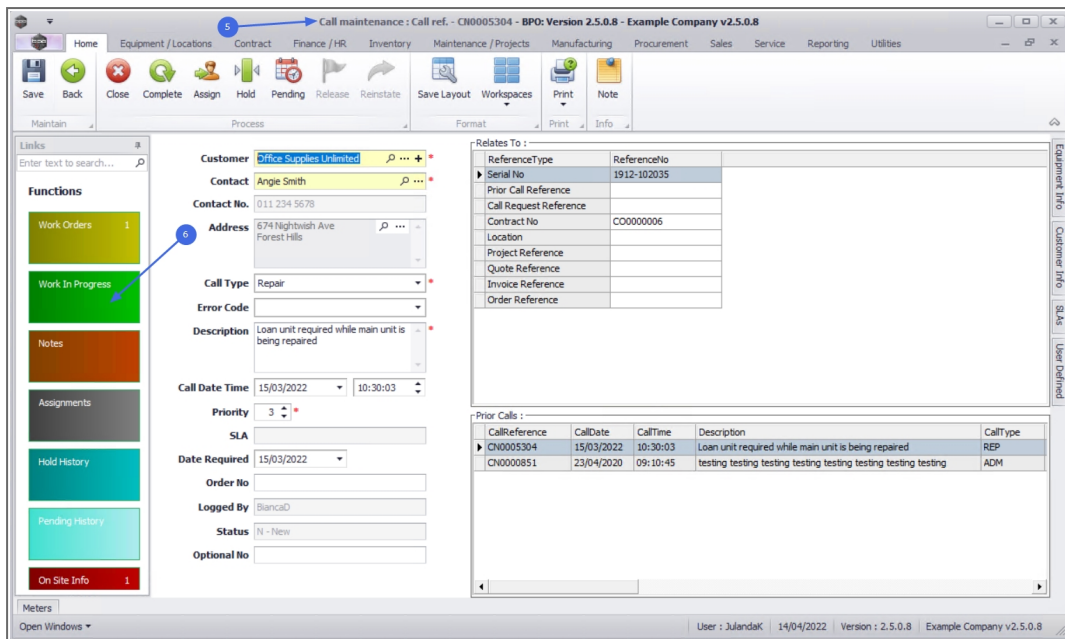 5
Call maintenance : Call ref. - CN0005304 - BPO: Version 2.5.0.8 - Example Company v2.5.0.8
Home Equipment / Locations Contract Finance / HR Inventory Maintenance / Projects Manufacturing Procurement Sales Service Reporting Utilities
Save Back Close Complete Assign Hold Pending Release Reinstate Save Layout Workspaces Print Note
Maintain Process Format Print Info
Links
Enter text to search...
Functions
Work Orders 1
6
Work In Progress
Notes
Assignments
Hold History
Pending History
On Site Info 1
Customer Office Supplies Unlimited *
Contact Angie Smith *
Contact No. 011 234 5678
Address 674 Nightwish Ave
Forest Hills
Call Type Repair *
Error Code
Description Loan unit required while main unit is *
being repaired
Call Date Time 15/03/2022 10:30:03
Priority 3 *
SLA
Date Required 15/03/2022
Order No
Logged By BiancaD
Status N - New
Optional No
Relates To :
ReferenceType ReferenceNo
Serial No 1912-102035
Prior Call Reference
Call Request Reference
Contract No CO0000006
Location
Project Reference
Quote Reference
Invoice Reference
Order Reference
Prior Calls :
CallReference CallDate CallTime Description CallType
CN0005304 15/03/2022 10:30:03 Loan unit required while main unit is being repaired REP
CN0000851 23/04/2020 09:10:45 testing testing testing testing testing testing testing testing ADM
Equipment Info
Customer Info
SLAs
User Defined
Meters
Open Windows User : JulandaK 14/04/2022 Version : 2.5.0.8 Example Company v2.5.0.8